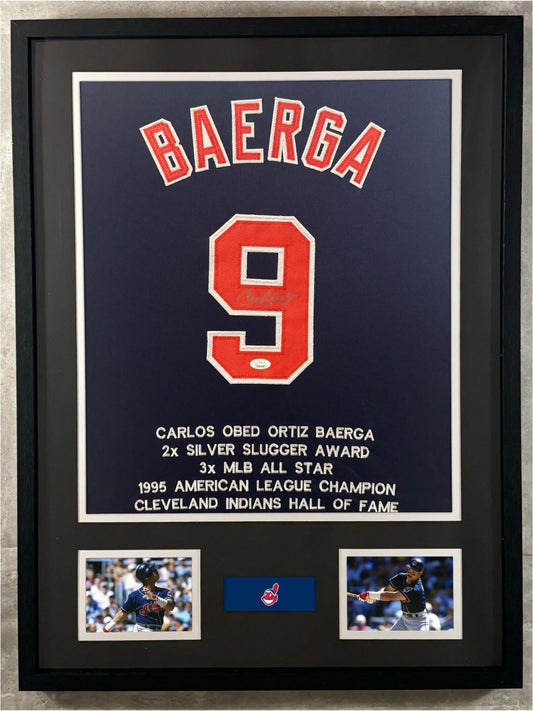 BAERGA
9
CARLOS OBED ORTIZ BAERGA
2x SILVER SLUGGER AWARD
3x MLB ALL STAR
1995 AMERICAN LEAGUE CHAMPION
CLEVELAND INDIANS HALL OF FAME